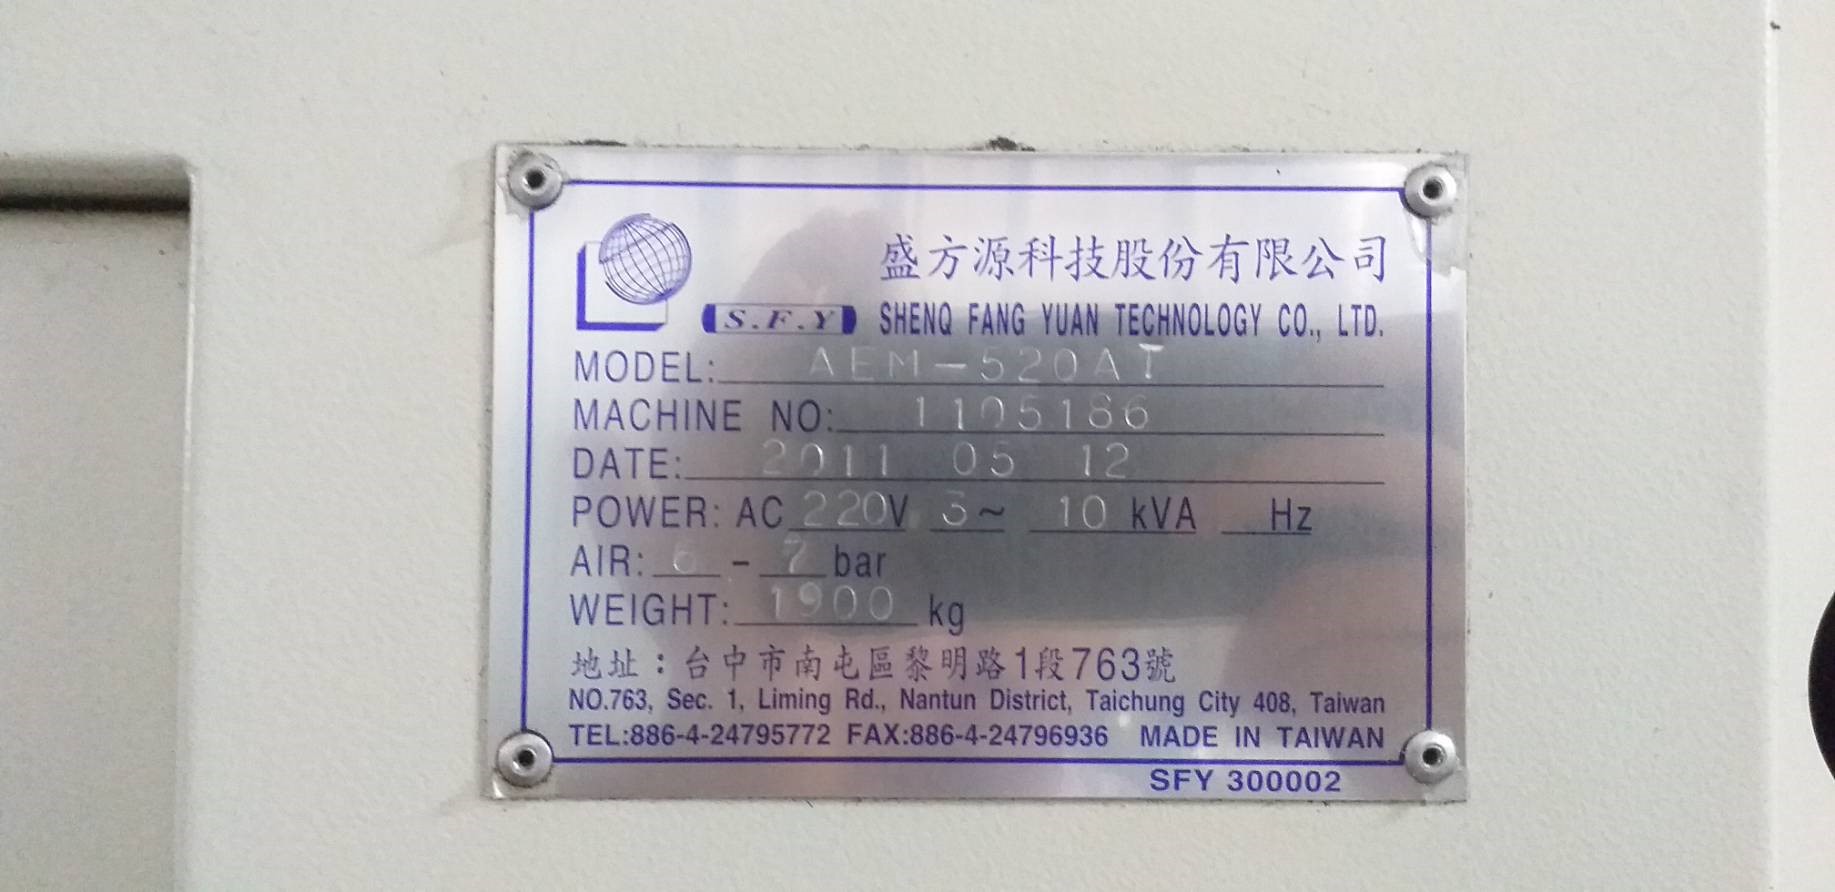 盛方源科技股份有限公司
S.F.Y SHENQ FANG YUAN TECHNOLOGY CO., LTD.
MODEL: AEM-520AT
MACHINE NO: 1105186
DATE: 2011 05 12
POWER: AC 220V 3~ 10 kVA Hz
AIR: 6 - 7 bar
WEIGHT: 1900 kg
地址：台中市南屯區黎明路1段763號
NO.763, Sec. 1, Liming Rd., Nantun District, Taichung City 408, Taiwan
TEL:886-4-24795772 FAX:886-4-24796936 MADE IN TAIWAN
SFY 300002